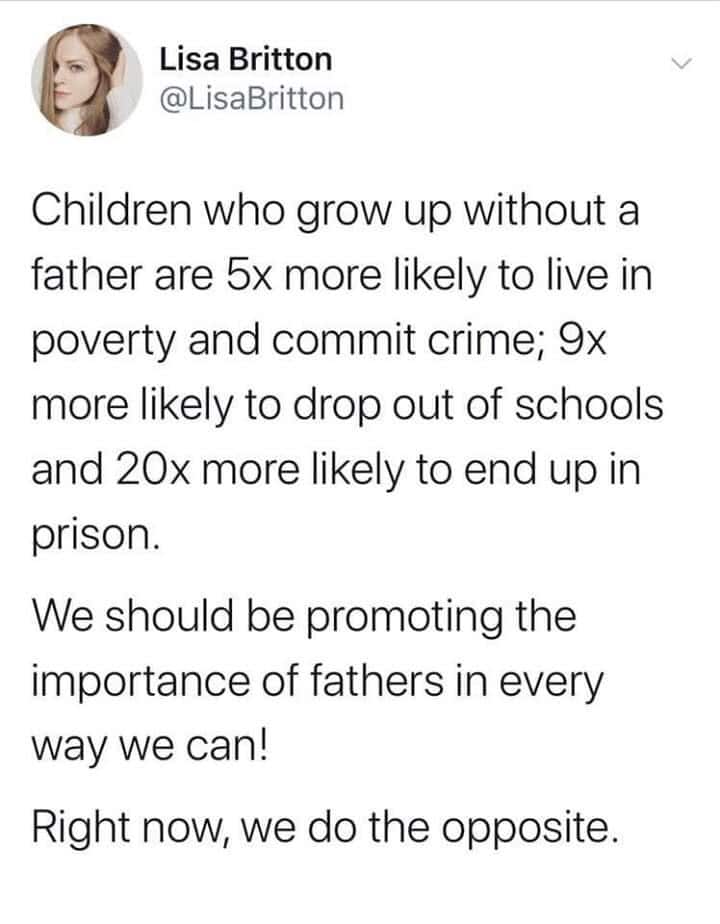 Lisa Britton
@LisaBritton
Children who grow up without a
father are 5x more likely to live in
poverty and commit crime; 9x
more likely to drop out of schools
and 20x more likely to end up in
prison.
We should be promoting the
importance of fathers in every
way we can!
Right now, we do the opposite.